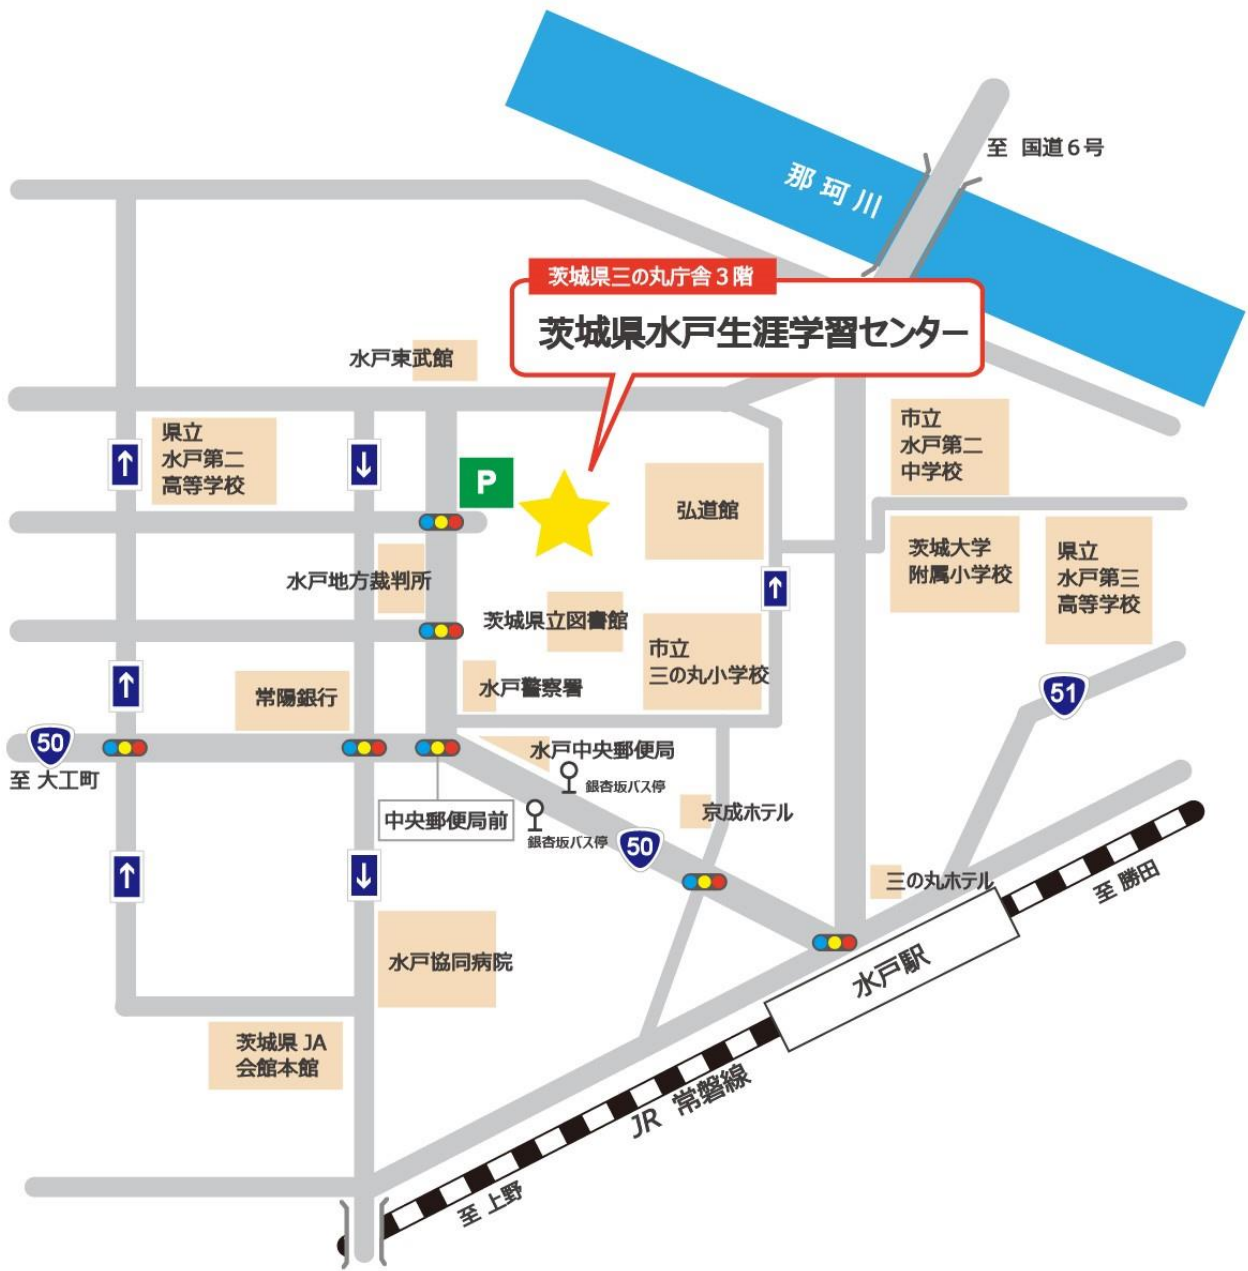 那珂川
至 国道6号
茨城県三の丸庁舎3階
茨城県水戸生涯学習センター
水戸東武館
県立
水戸第二
高等学校
市立
水戸第二
中学校
P
弘道館
茨城大学
附属小学校
県立
水戸第三
高等学校
水戸地方裁判所
茨城県立図書館
市立
三の丸小学校
水戸警察署
常陽銀行
51
50
至 大工町
水戸中央郵便局
銀杏坂バス停
中央郵便局前
銀杏坂バス停
京成ホテル
50
三の丸ホテル
至 勝田
水戸協同病院
水戸駅
茨城県 JA
会館本館
JR 常磐線
至 上野